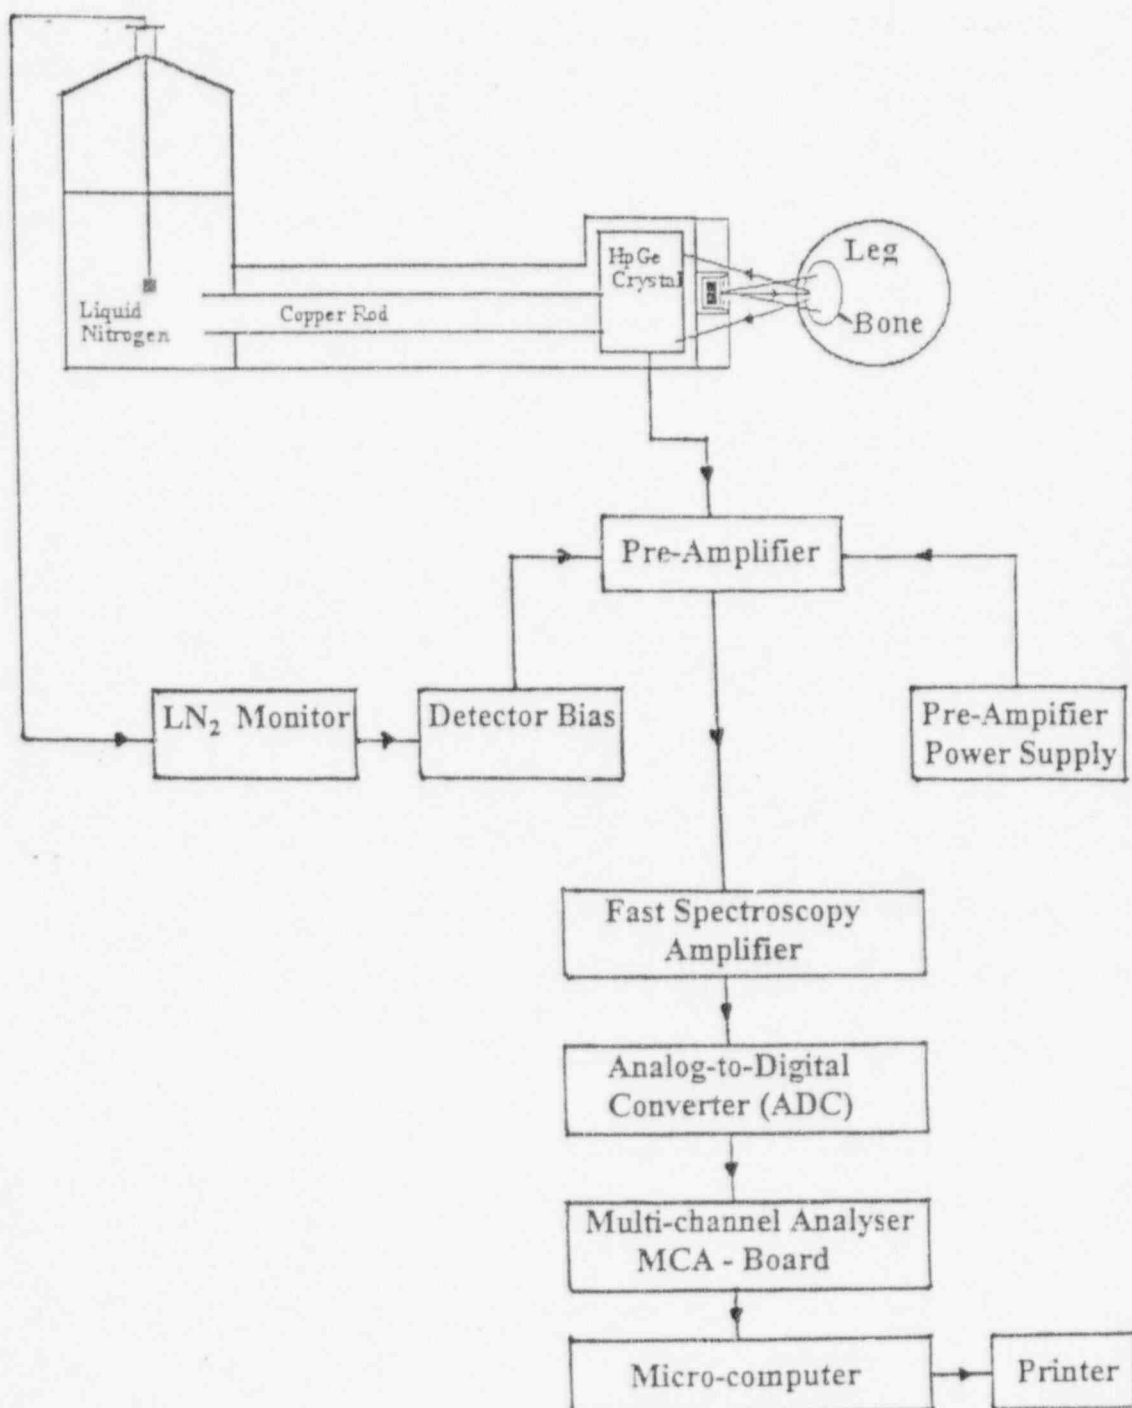 HpGe
Crystal
Leg
Bone
Liquid
Nitrogen
Copper Rod
Pre-Amplifier
LN₂ Monitor
Detector Bias
Pre-Ampifier
Power Supply
Fast Spectroscopy
Amplifier
Analog-to-Digital
Converter (ADC)
Multi-channel Analyser
MCA - Board
Micro-computer
Printer